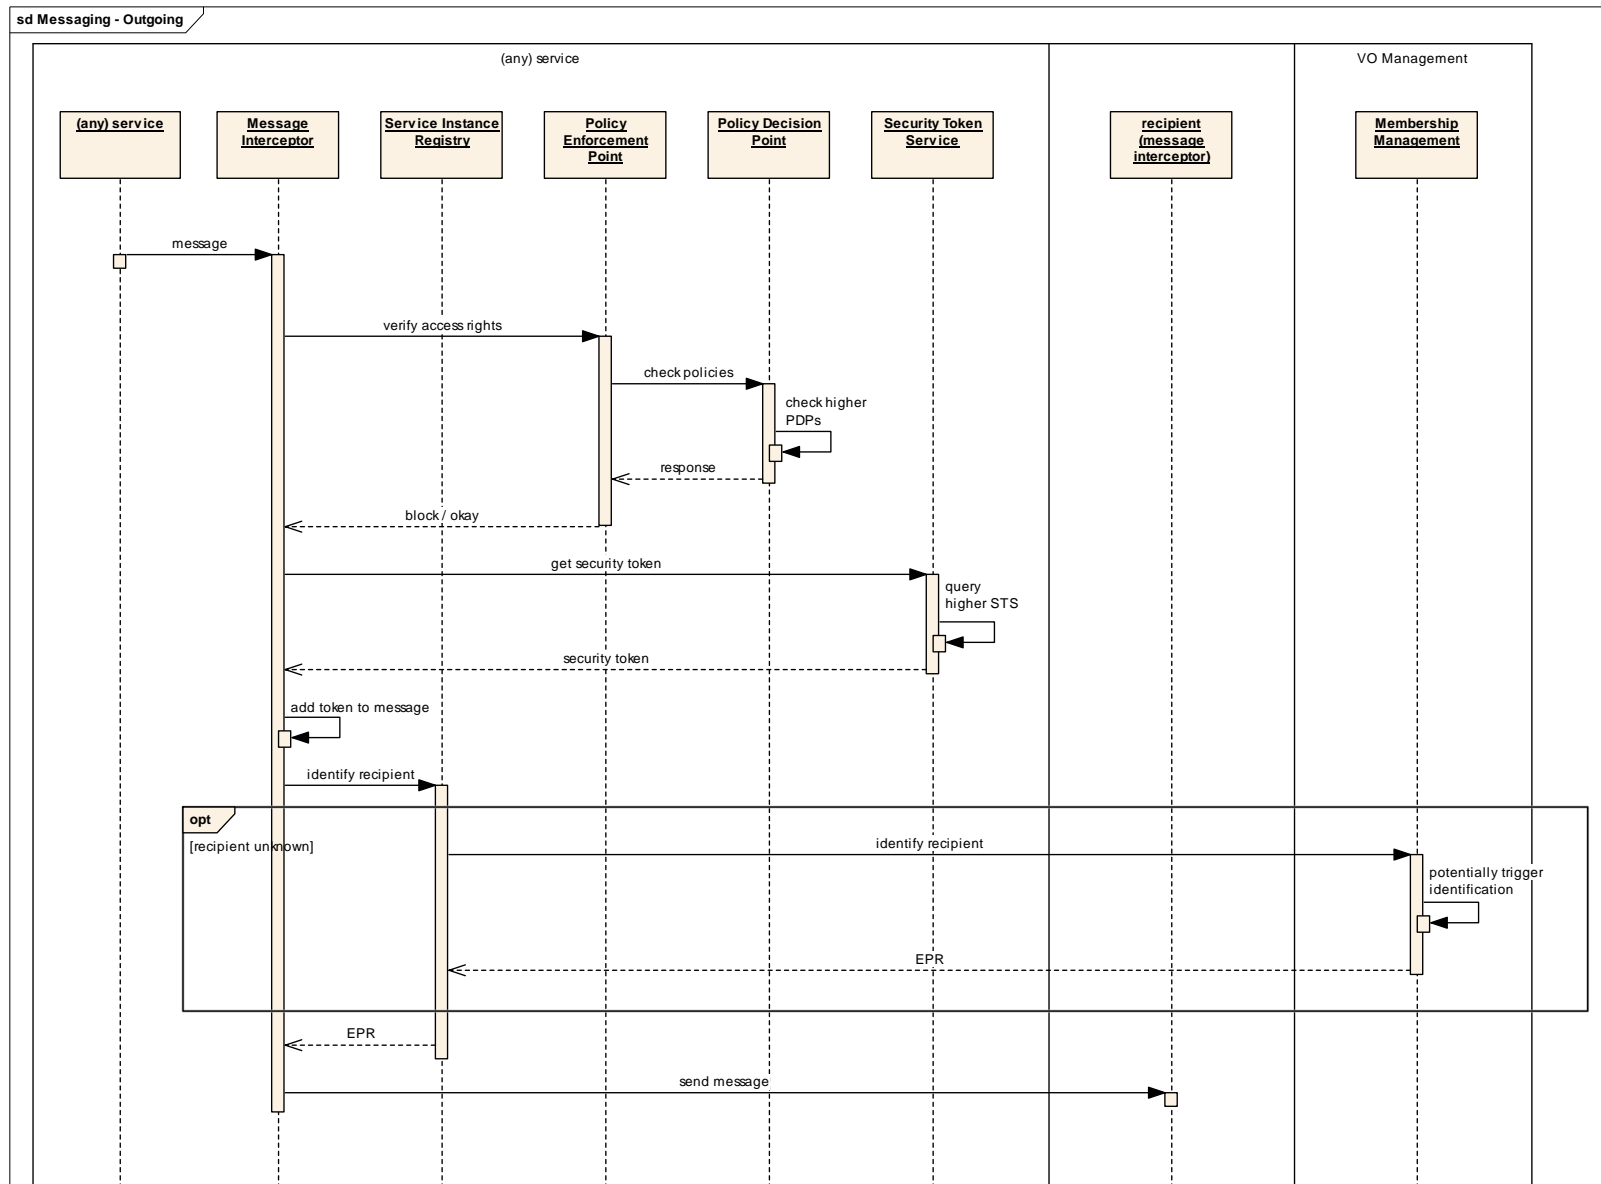 sd Messaging - Outgoing
(any) service
VO Management
(any) service
Message
Interceptor
Service Instance
Registry
Policy
Enforcement
Point
Policy Decision
Point
Security Token
Service
recipient
(message
interceptor)
Membership
Management
message
verify access rights
check policies
check higher
PDPs
response
block / okay
get security token
query
higher STS
security token
add token to message
identify recipient
opt
[recipient unknown]
identify recipient
potentially trigger
identification
EPR
EPR
send message